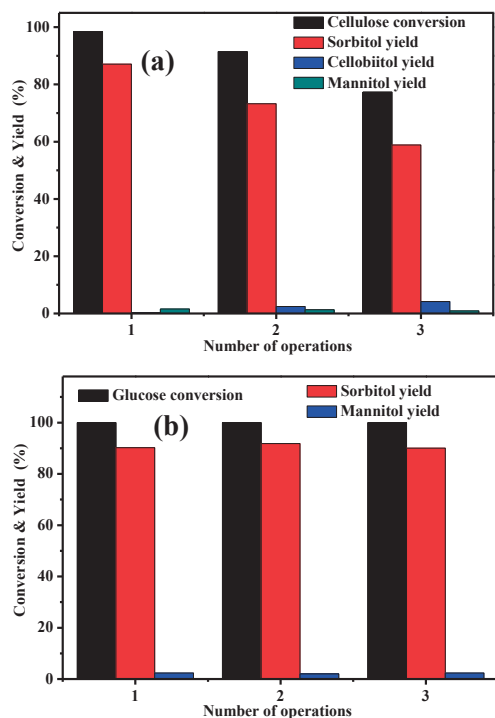 100
80
60
40
20
0
Conversion & Yield (%)
(a)
Cellulose conversion
Sorbitol yield
Cellobiitol yield
Mannitol yield
1 2 3
Number of operations
100
80
60
40
20
0
Conversion & Yield (%)
Glucose conversion
(b)
Sorbitol yield
Mannitol yield
1 2 3
Number of operations